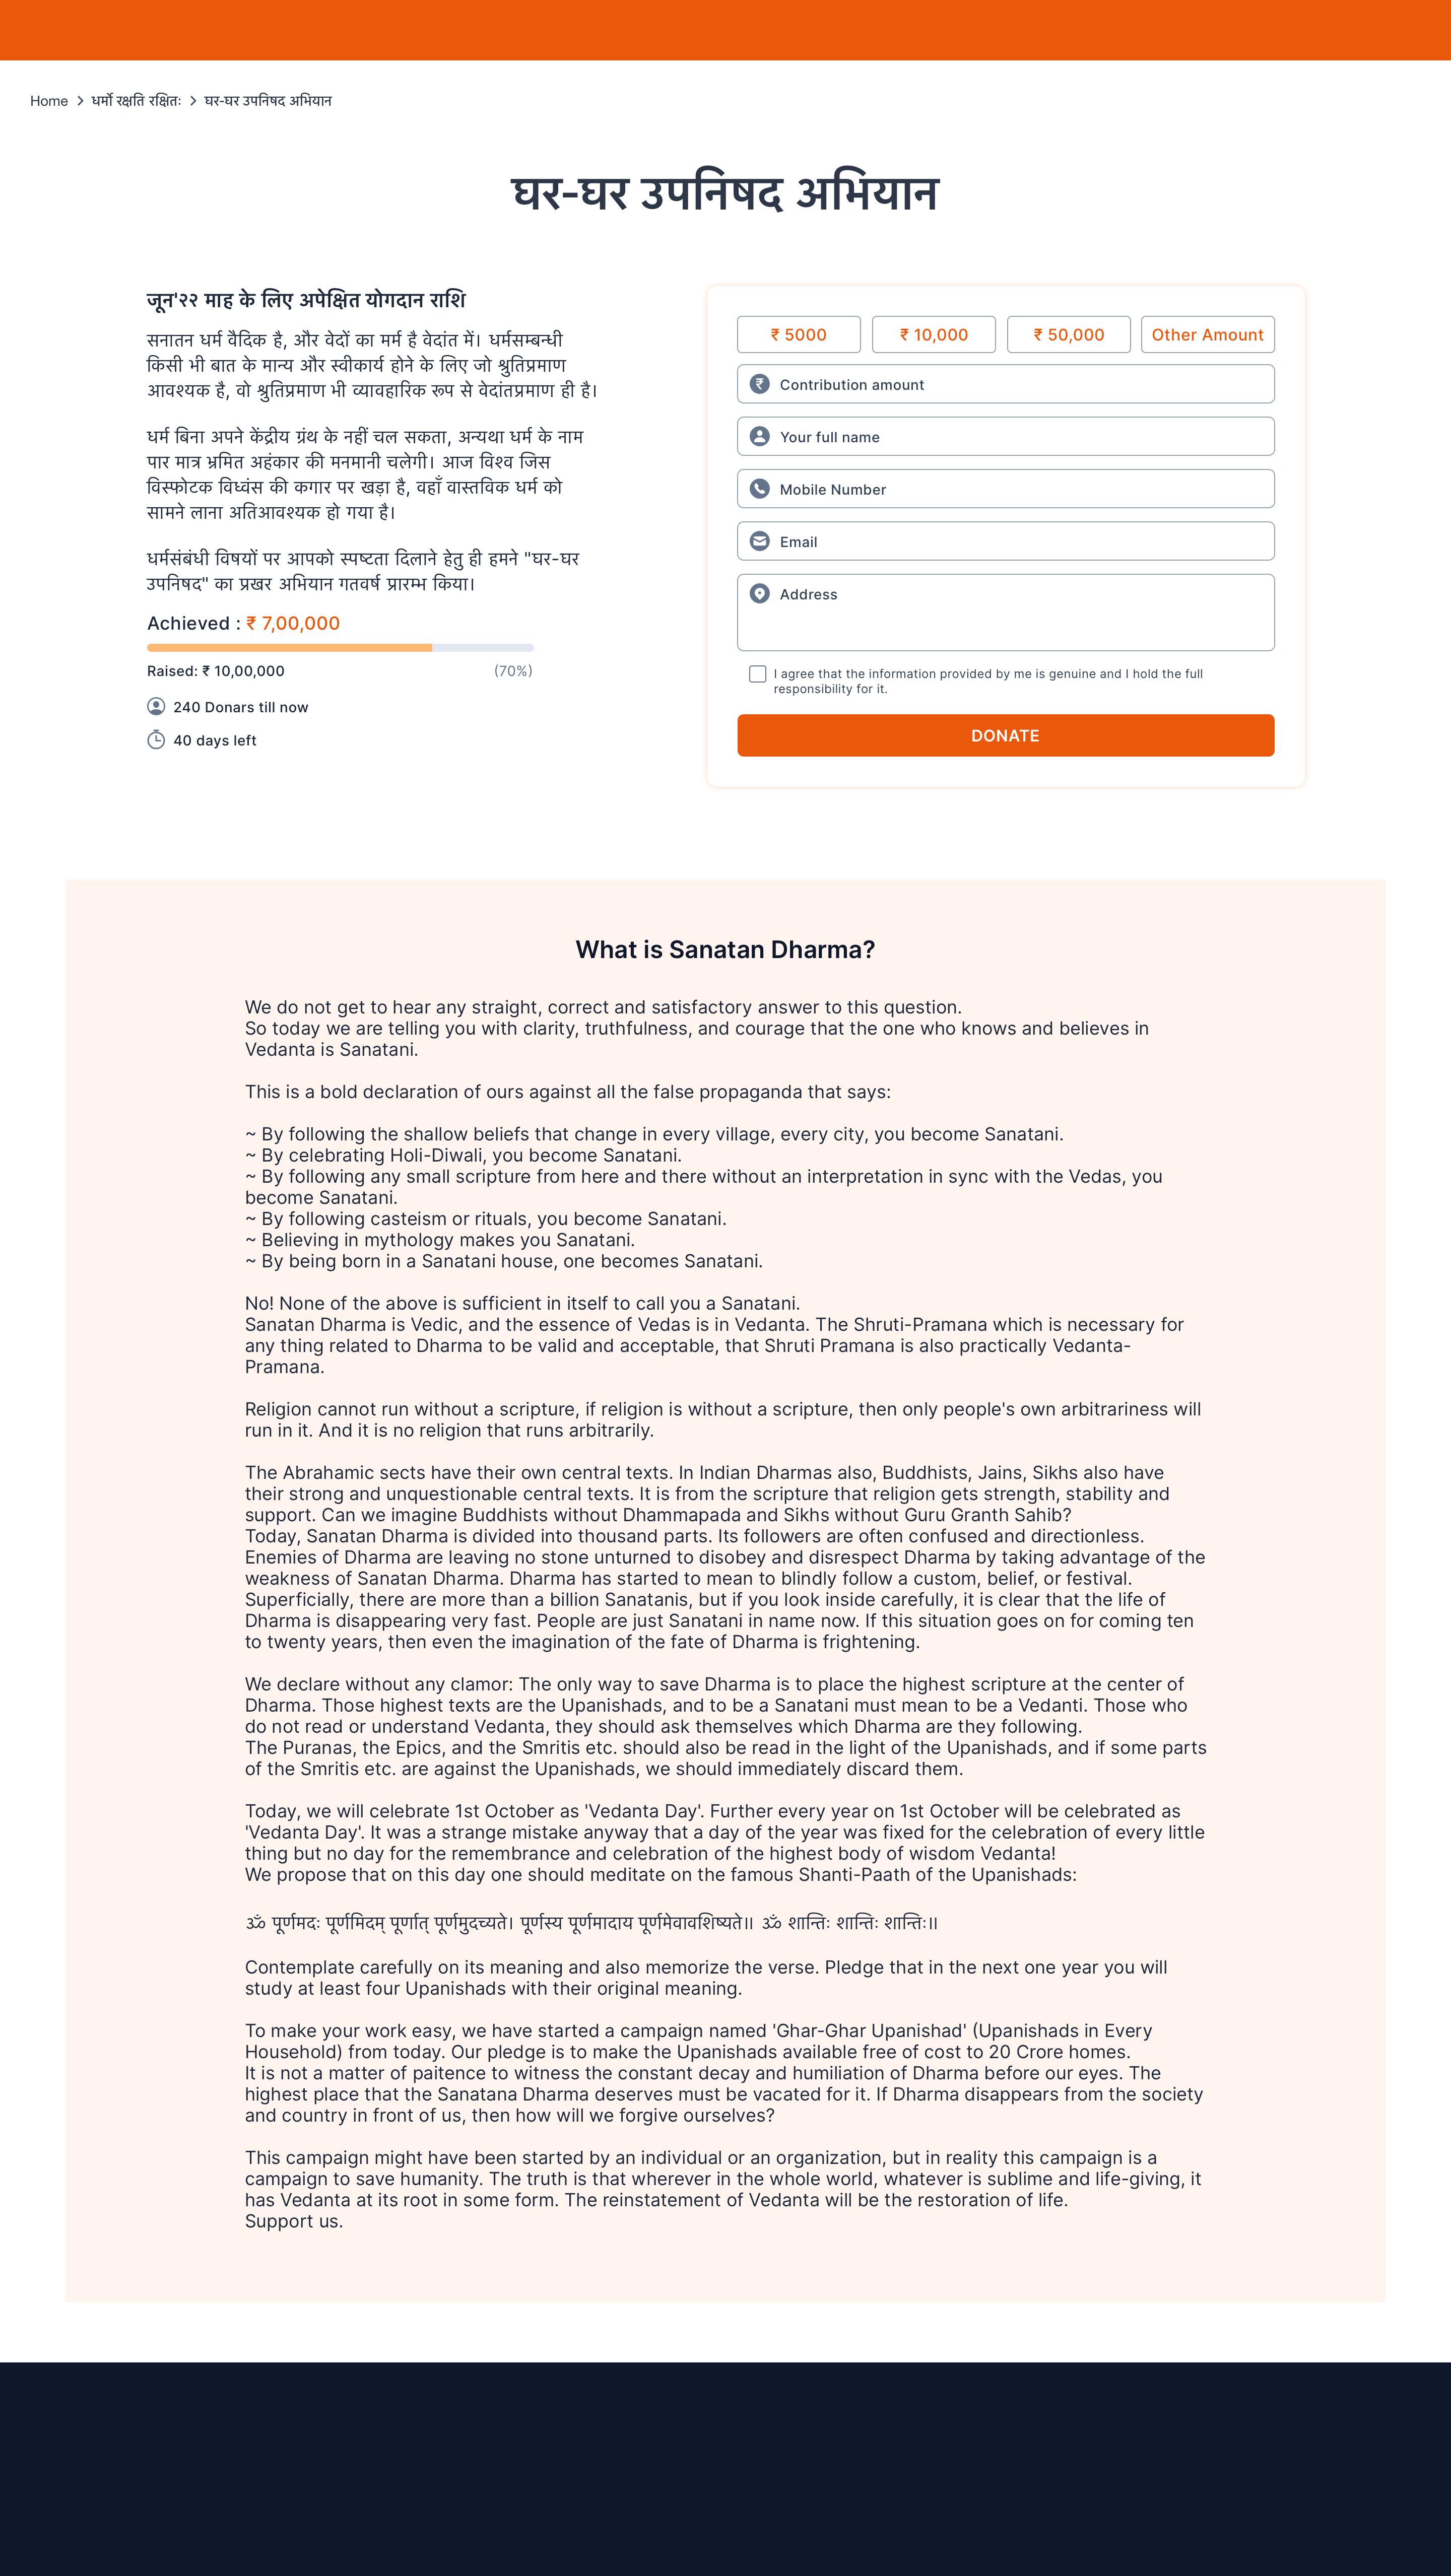 Home > धर्मो रक्षति रक्षितः > घर-घर उपनिषद अभियान
घर-घर उपनिषद अभियान
जून'२२ माह के लिए अपेक्षित योगदान राशि
सनातन धर्म वैदिक है, और वेदों का मर्म है वेदांत में। धर्मसम्बन्धी
किसी भी बात के मान्य और स्वीकार्य होने के लिए जो श्रुतिप्रमाण
आवश्यक है, वो श्रुतिप्रमाण भी व्यावहारिक रूप से वेदांतप्रमाण ही है।
धर्म बिना अपने केंद्रीय ग्रंथ के नहीं चल सकता, अन्यथा धर्म के नाम
पार मात्र भ्रमित अहंकार की मनमानी चलेगी। आज विश्व जिस
विस्फोटक विध्वंस की कगार पर खड़ा है, वहाँ वास्तविक धर्म को
सामने लाना अतिआवश्यक हो गया है।
धर्मसंबंधी विषयों पर आपको स्पष्टता दिलाने हेतु ही हमने "घर-घर
उपनिषद" का प्रखर अभियान गतवर्ष प्रारम्भ किया।
Achieved : ₹ 7,00,000
Raised: ₹ 10,00,000 (70%)
240 Donars till now
40 days left
₹ 5000 ₹ 10,000 ₹ 50,000 Other Amount
Contribution amount
Your full name
Mobile Number
Email
Address
I agree that the information provided by me is genuine and I hold the full
responsibility for it.
DONATE
What is Sanatan Dharma?
We do not get to hear any straight, correct and satisfactory answer to this question.
So today we are telling you with clarity, truthfulness, and courage that the one who knows and believes in
Vedanta is Sanatani.
This is a bold declaration of ours against all the false propaganda that says:
~ By following the shallow beliefs that change in every village, every city, you become Sanatani.
~ By celebrating Holi-Diwali, you become Sanatani.
~ By following any small scripture from here and there without an interpretation in sync with the Vedas, you
become Sanatani.
~ By following casteism or rituals, you become Sanatani.
~ Believing in mythology makes you Sanatani.
~ By being born in a Sanatani house, one becomes Sanatani.
No! None of the above is sufficient in itself to call you a Sanatani.
Sanatan Dharma is Vedic, and the essence of Vedas is in Vedanta. The Shruti-Pramana which is necessary for
any thing related to Dharma to be valid and acceptable, that Shruti Pramana is also practically Vedanta-
Pramana.
Religion cannot run without a scripture, if religion is without a scripture, then only people's own arbitrariness will
run in it. And it is no religion that runs arbitrarily.
The Abrahamic sects have their own central texts. In Indian Dharmas also, Buddhists, Jains, Sikhs also have
their strong and unquestionable central texts. It is from the scripture that religion gets strength, stability and
support. Can we imagine Buddhists without Dhammapada and Sikhs without Guru Granth Sahib?
Today, Sanatan Dharma is divided into thousand parts. Its followers are often confused and directionless.
Enemies of Dharma are leaving no stone unturned to disobey and disrespect Dharma by taking advantage of the
weakness of Sanatan Dharma. Dharma has started to mean to blindly follow a custom, belief, or festival.
Superficially, there are more than a billion Sanatanis, but if you look inside carefully, it is clear that the life of
Dharma is disappearing very fast. People are just Sanatani in name now. If this situation goes on for coming ten
to twenty years, then even the imagination of the fate of Dharma is frightening.
We declare without any clamor: The only way to save Dharma is to place the highest scripture at the center of
Dharma. Those highest texts are the Upanishads, and to be a Sanatani must mean to be a Vedanti. Those who
do not read or understand Vedanta, they should ask themselves which Dharma are they following.
The Puranas, the Epics, and the Smritis etc. should also be read in the light of the Upanishads, and if some parts
of the Smritis etc. are against the Upanishads, we should immediately discard them.
Today, we will celebrate 1st October as 'Vedanta Day'. Further every year on 1st October will be celebrated as
'Vedanta Day'. It was a strange mistake anyway that a day of the year was fixed for the celebration of every little
thing but no day for the remembrance and celebration of the highest body of wisdom Vedanta!
We propose that on this day one should meditate on the famous Shanti-Paath of the Upanishads:
ॐ पूर्णमदः पूर्णमिदम् पूर्णात् पूर्णमुदच्यते। पूर्णस्य पूर्णमादाय पूर्णमेवावशिष्यते॥ ॐ शान्तिः शान्तिः शान्तिः॥
Contemplate carefully on its meaning and also memorize the verse. Pledge that in the next one year you will
study at least four Upanishads with their original meaning.
To make your work easy, we have started a campaign named 'Ghar-Ghar Upanishad' (Upanishads in Every
Household) from today. Our pledge is to make the Upanishads available free of cost to 20 Crore homes.
It is not a matter of paitence to witness the constant decay and humiliation of Dharma before our eyes. The
highest place that the Sanatana Dharma deserves must be vacated for it. If Dharma disappears from the society
and country in front of us, then how will we forgive ourselves?
This campaign might have been started by an individual or an organization, but in reality this campaign is a
campaign to save humanity. The truth is that wherever in the whole world, whatever is sublime and life-giving, it
has Vedanta at its root in some form. The reinstatement of Vedanta will be the restoration of life.
Support us.